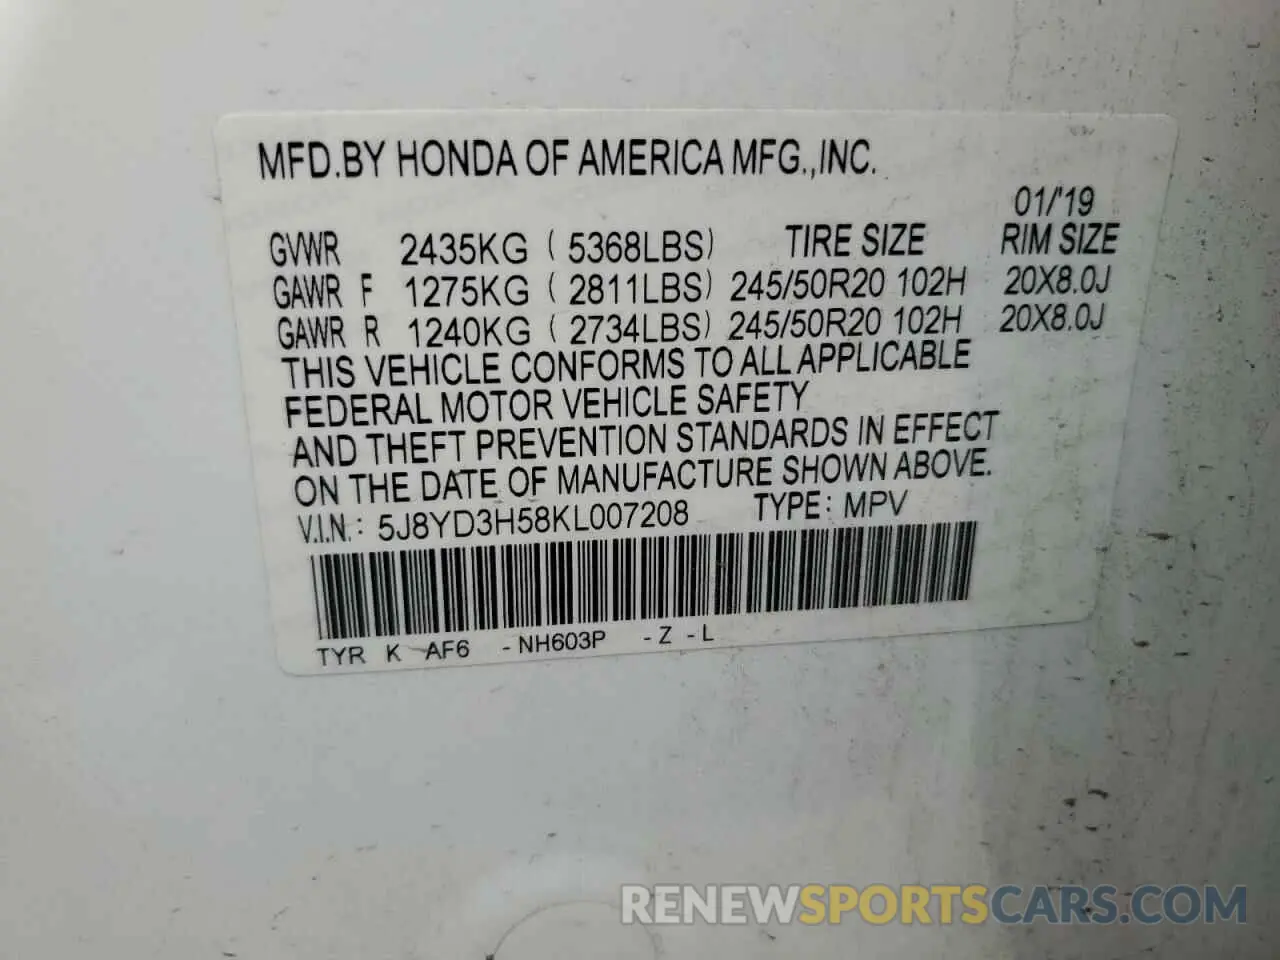 MFD.BY HONDA OF AMERICA MFG.,INC.
01/'19
GVWR 2435KG ( 5368LBS) TIRE SIZE RIM SIZE
GAWR F 1275KG ( 2811LBS) 245/50R20 102H 20X8.0J
GAWR R 1240KG ( 2734LBS) 245/50R20 102H 20X8.0J
THIS VEHICLE CONFORMS TO ALL APPLICABLE
FEDERAL MOTOR VEHICLE SAFETY
AND THEFT PREVENTION STANDARDS IN EFFECT
ON THE DATE OF MANUFACTURE SHOWN ABOVE.
V.I.N.: 5J8YD3H58KL007208 TYPE: MPV
TYR K AF6 -NH603P -Z -L
RENEWSPORTSCARS.COM